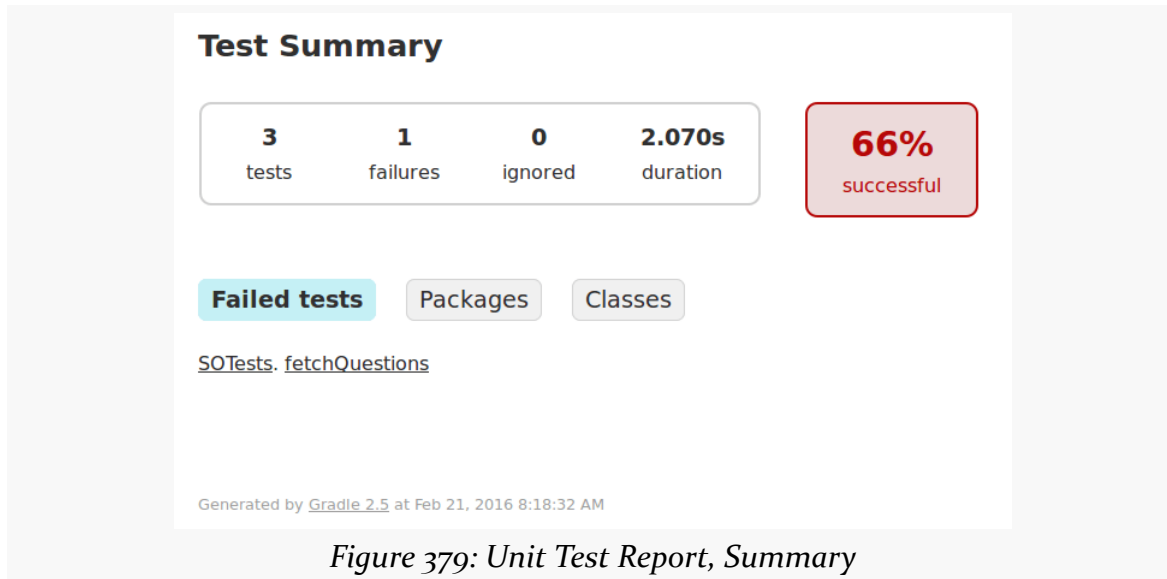 Test Summary
3 1 0 2.070s
tests failures ignored duration
66%
successful
Failed tests Packages Classes
SOTests. fetchQuestions
Generated by Gradle 2.5 at Feb 21, 2016 8:18:32 AM
Figure 379: Unit Test Report, Summary